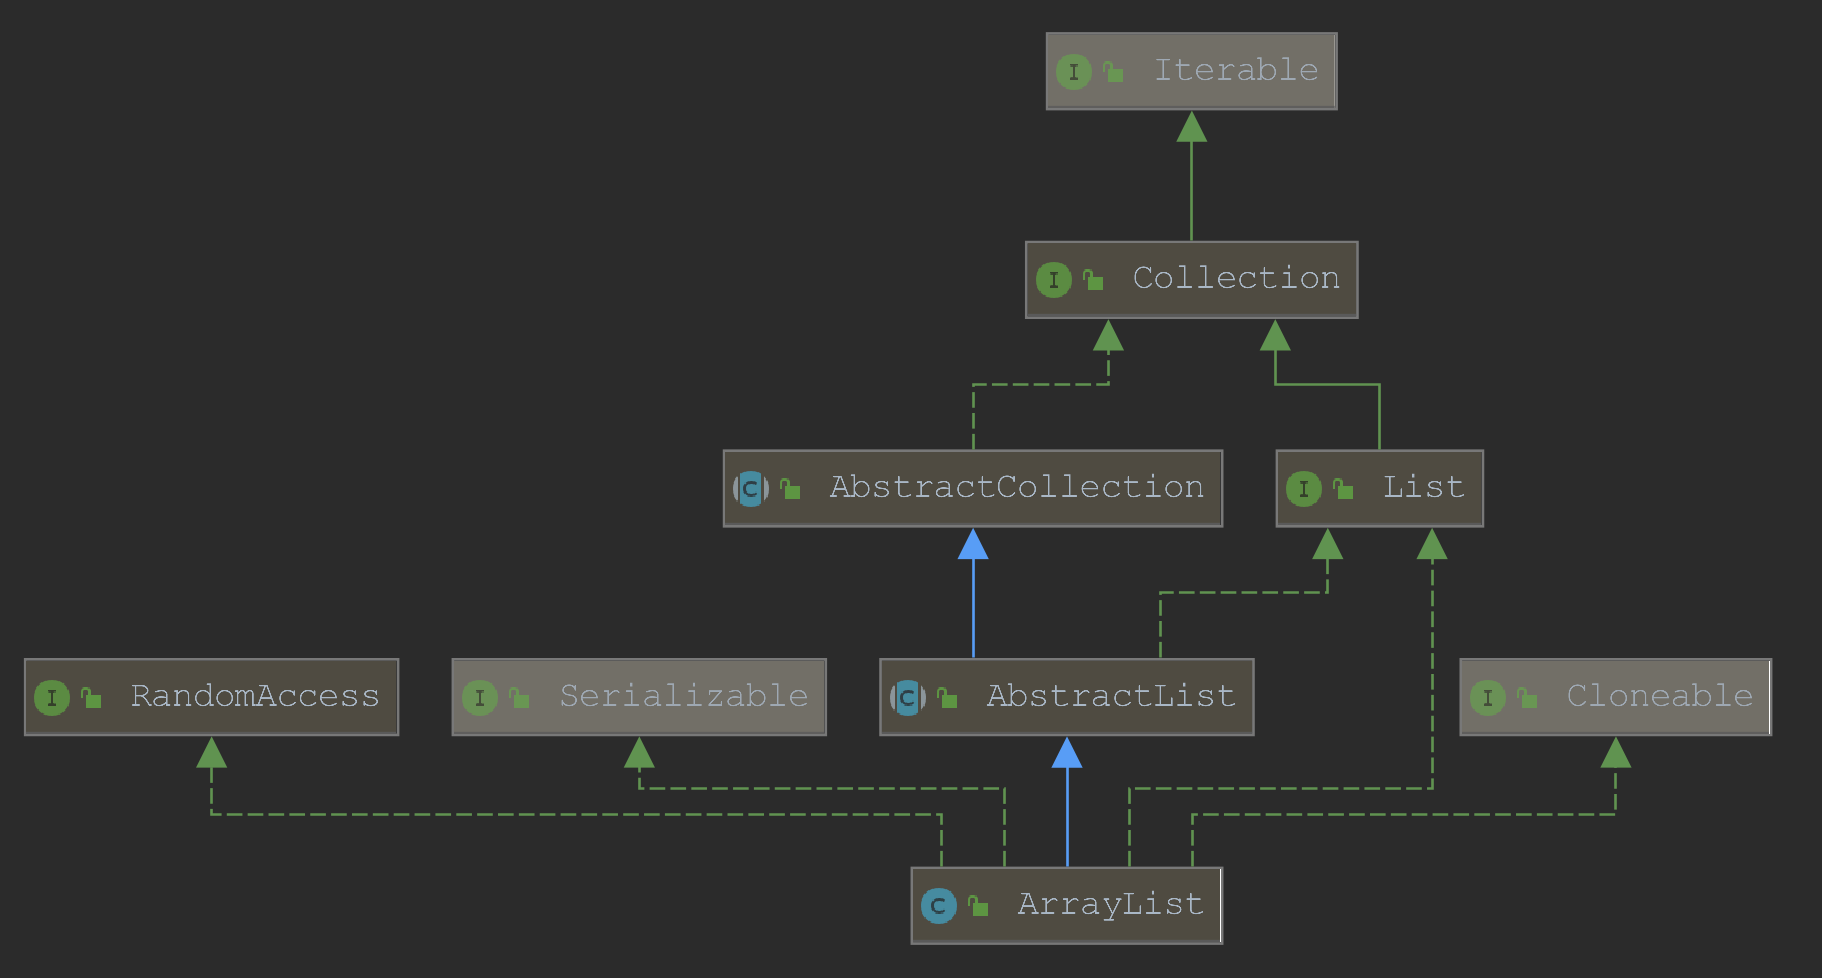 I Iterable
I Collection
C AbstractCollection
I List
I RandomAccess
I Serializable
C AbstractList
I Cloneable
C ArrayList